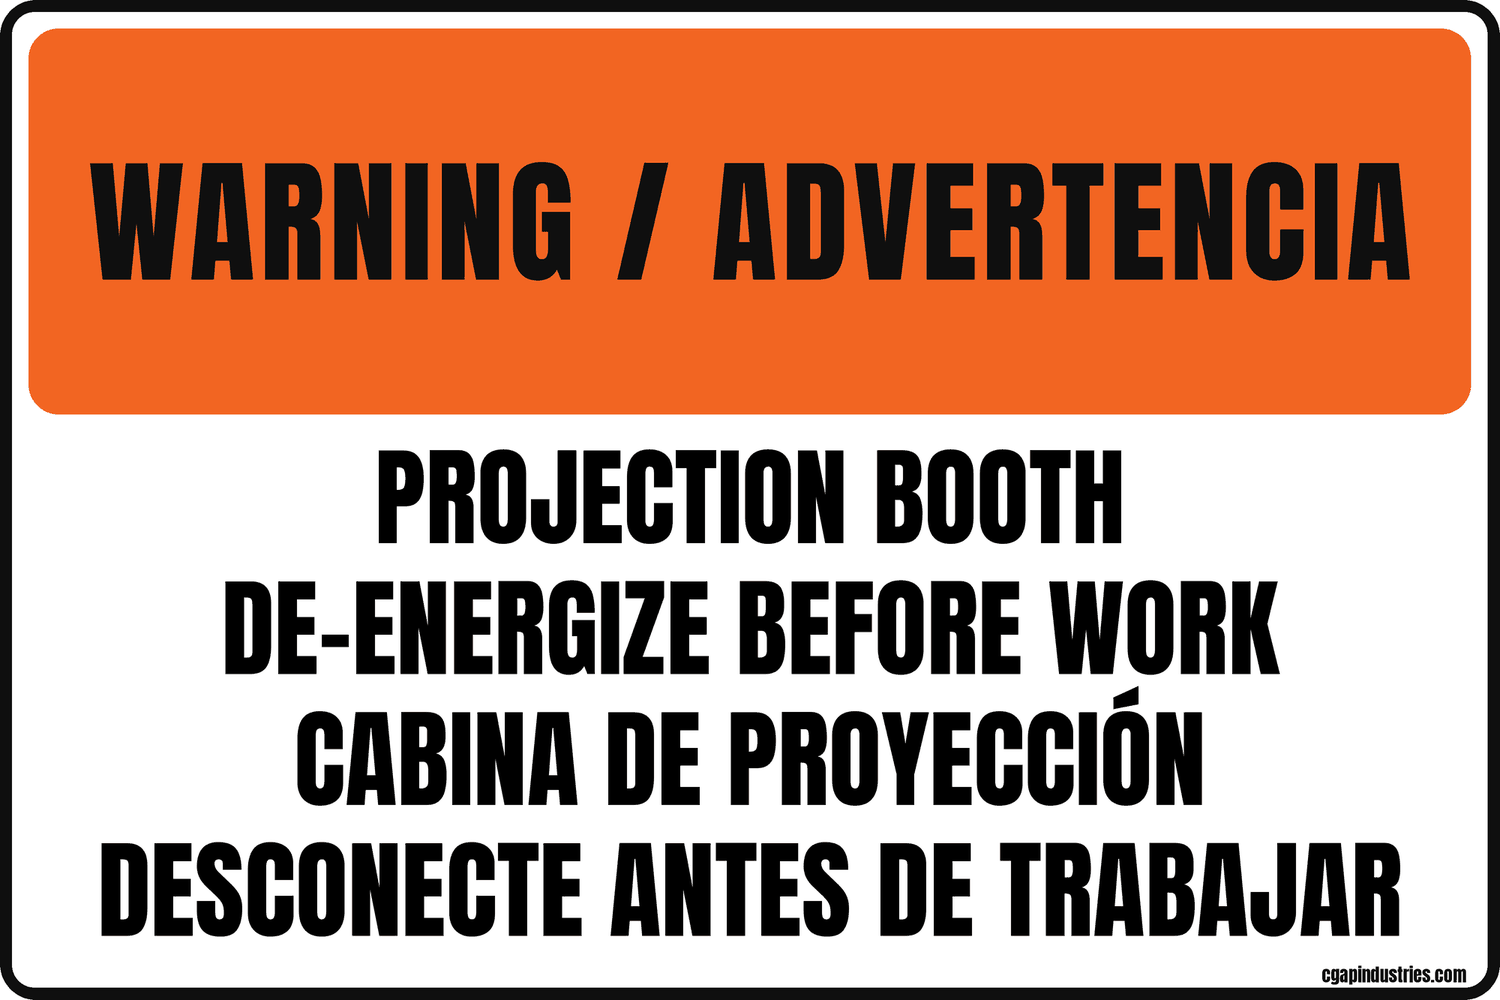 WARNING / ADVERTENCIA
PROJECTION BOOTH
DE-ENERGIZE BEFORE WORK
CABINA DE PROYECCIÓN
DESCONECTE ANTES DE TRABAJAR
cgapindustries.com